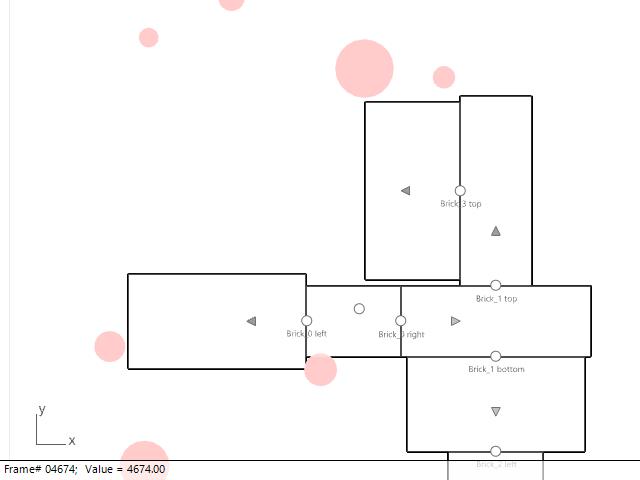 Brick_3 top
Brick_1 top
Brick_0 left
Brick_0 right
Brick_1 bottom
y
x
Brick_2 left
Frame# 04674; Value = 4674.00